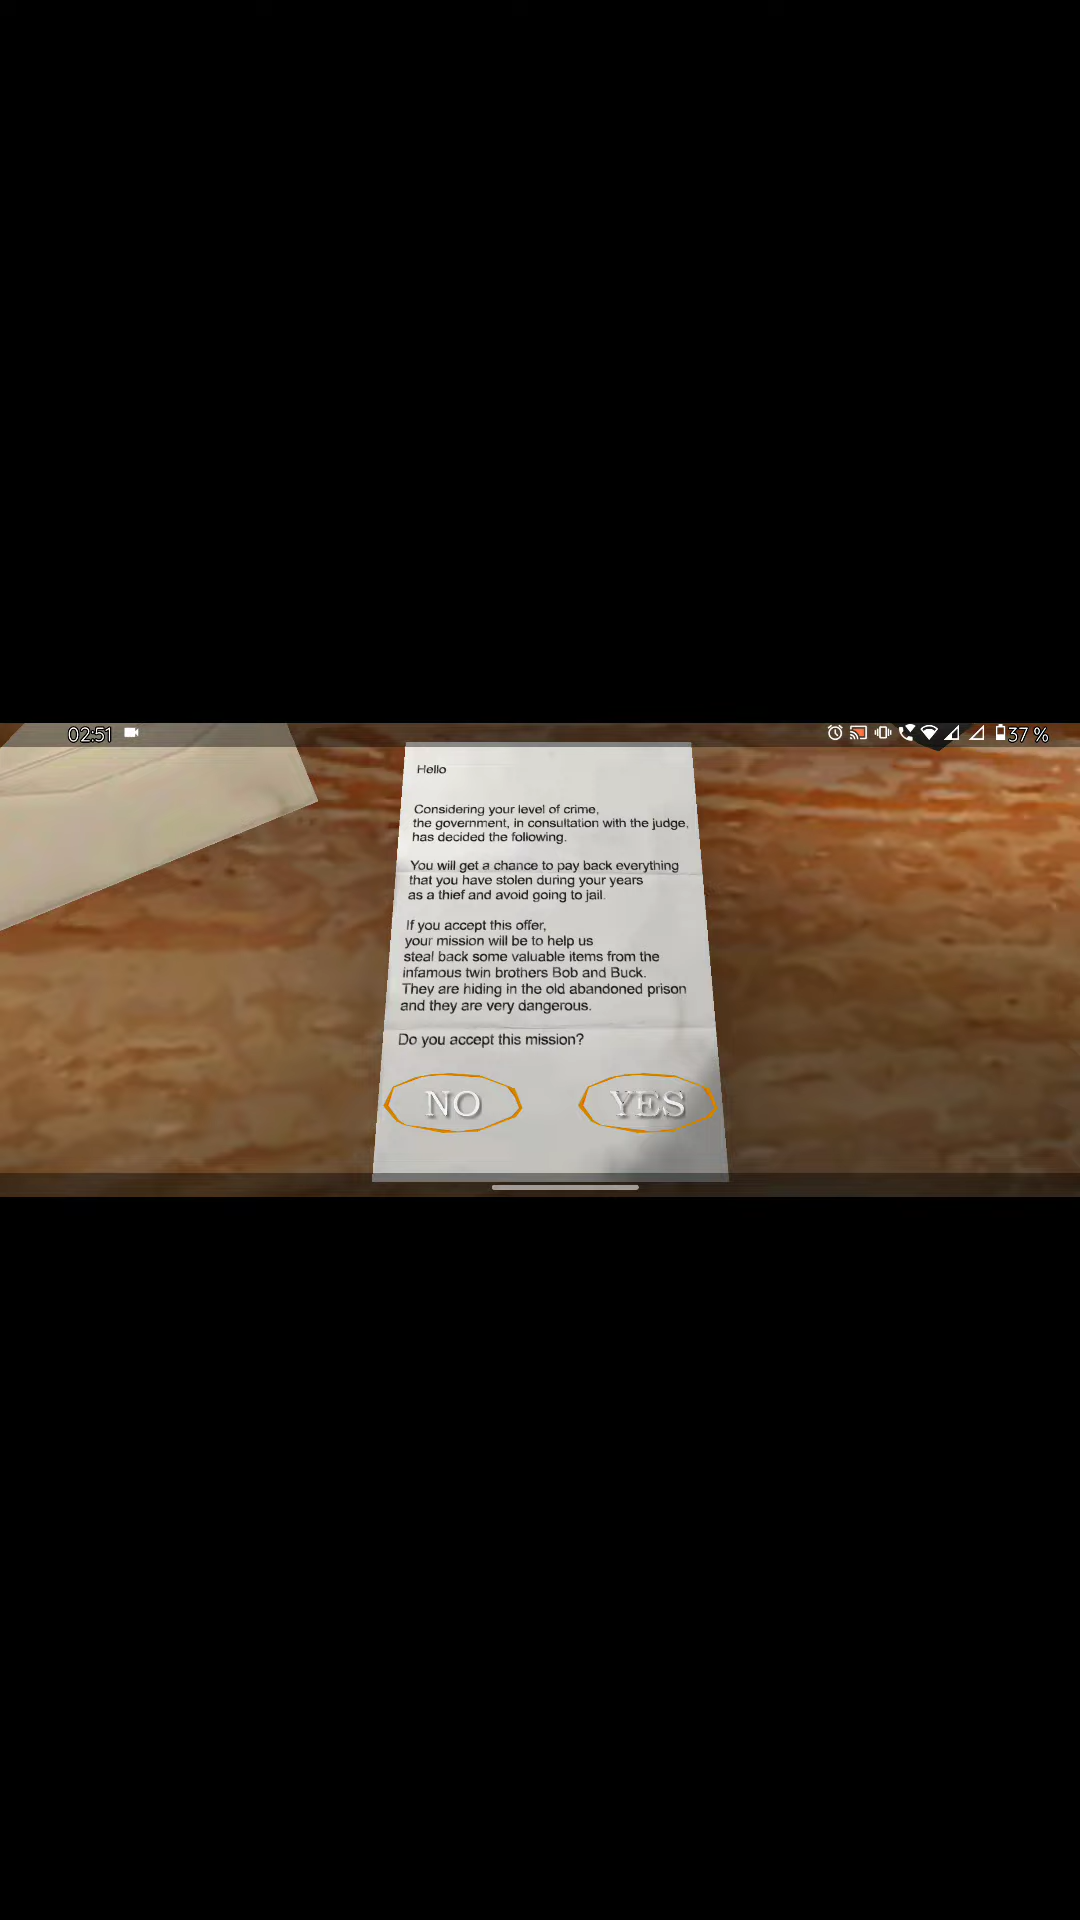 02:51
37 %
Hello
Considering your level of crime,
the government, in consultation with the judge,
has decided the following.
You will get a chance to pay back everything
that you have stolen during your years
as a thief and avoid going to jail.
If you accept this offer,
your mission will be to help us
steal back some valuable items from the
infamous twin brothers Bob and Buck.
They are hiding in the old abandoned prison
and they are very dangerous.
Do you accept this mission?
NO
YES